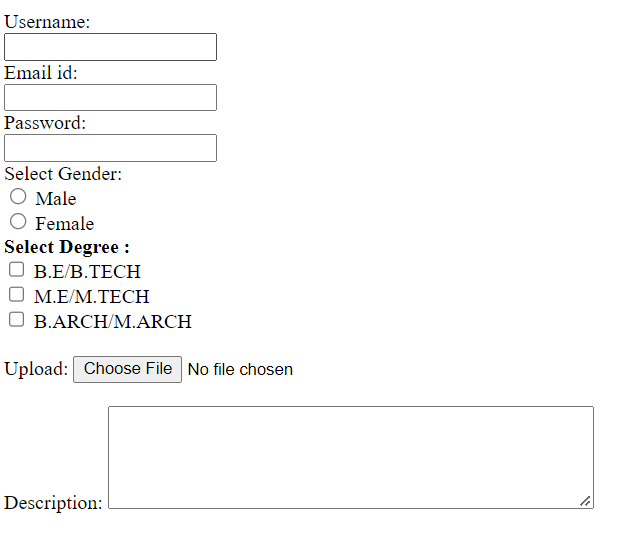 Username:
Email id:
Password:
Select Gender:
Male
Female
Select Degree :
B.E/B.TECH
M.E/M.TECH
B.ARCH/M.ARCH
Upload: Choose File No file chosen
Description: